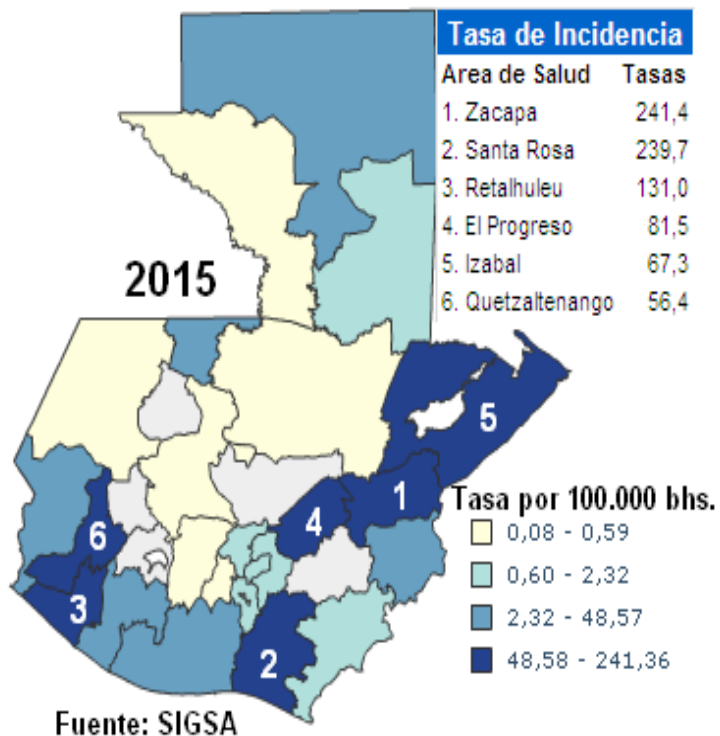 Tasa de Incidencia
Area de Salud Tasas
1. Zacapa 241,4
2. Santa Rosa 239,7
3. Retalhuleu 131,0
4. El Progreso 81,5
5. Izabal 67,3
6. Quetzaltenango 56,4
2015
5
1
4
6
3
2
Tasa por 100.000 bhs.
0,08 - 0,59
0,60 - 2,32
2,32 - 48,57
48,58 - 241,36
Fuente: SIGSA